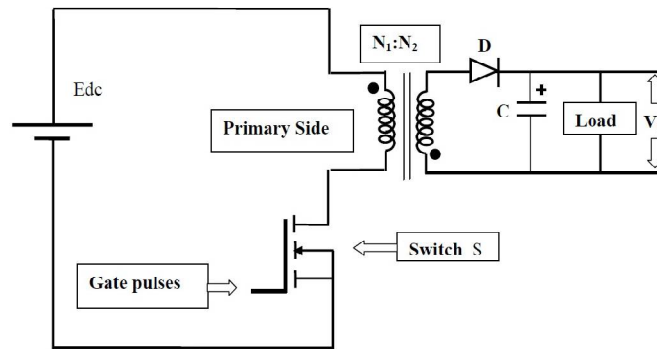 N₁:N₂
D
Edc
+
C
Load
V
Primary Side
Switch S
Gate pulses